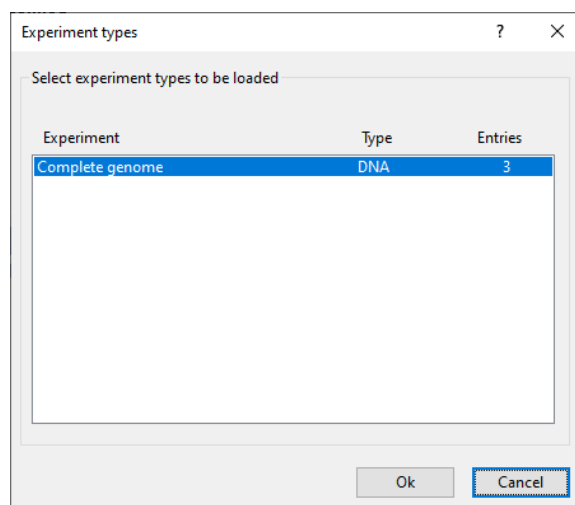 Experiment types ?
Select experiment types to be loaded
Experiment Type Entries
Complete genome DNA 3
Ok Cancel